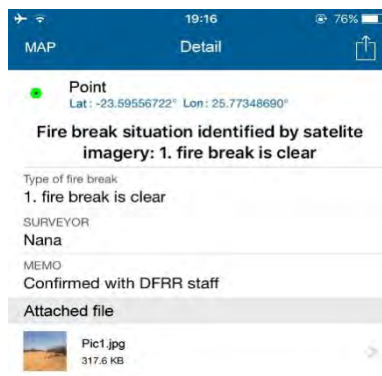 19:16
76%
MAP
Detail
Point
Lat: -23.59556722° Lon: 25.77348690°
Fire break situation identified by satelite
imagery: 1. fire break is clear
Type of fire break
1. fire break is clear
SURVEYOR
Nana
MEMO
Confirmed with DFRR staff
Attached file
Pic1.jpg
317.6 KB